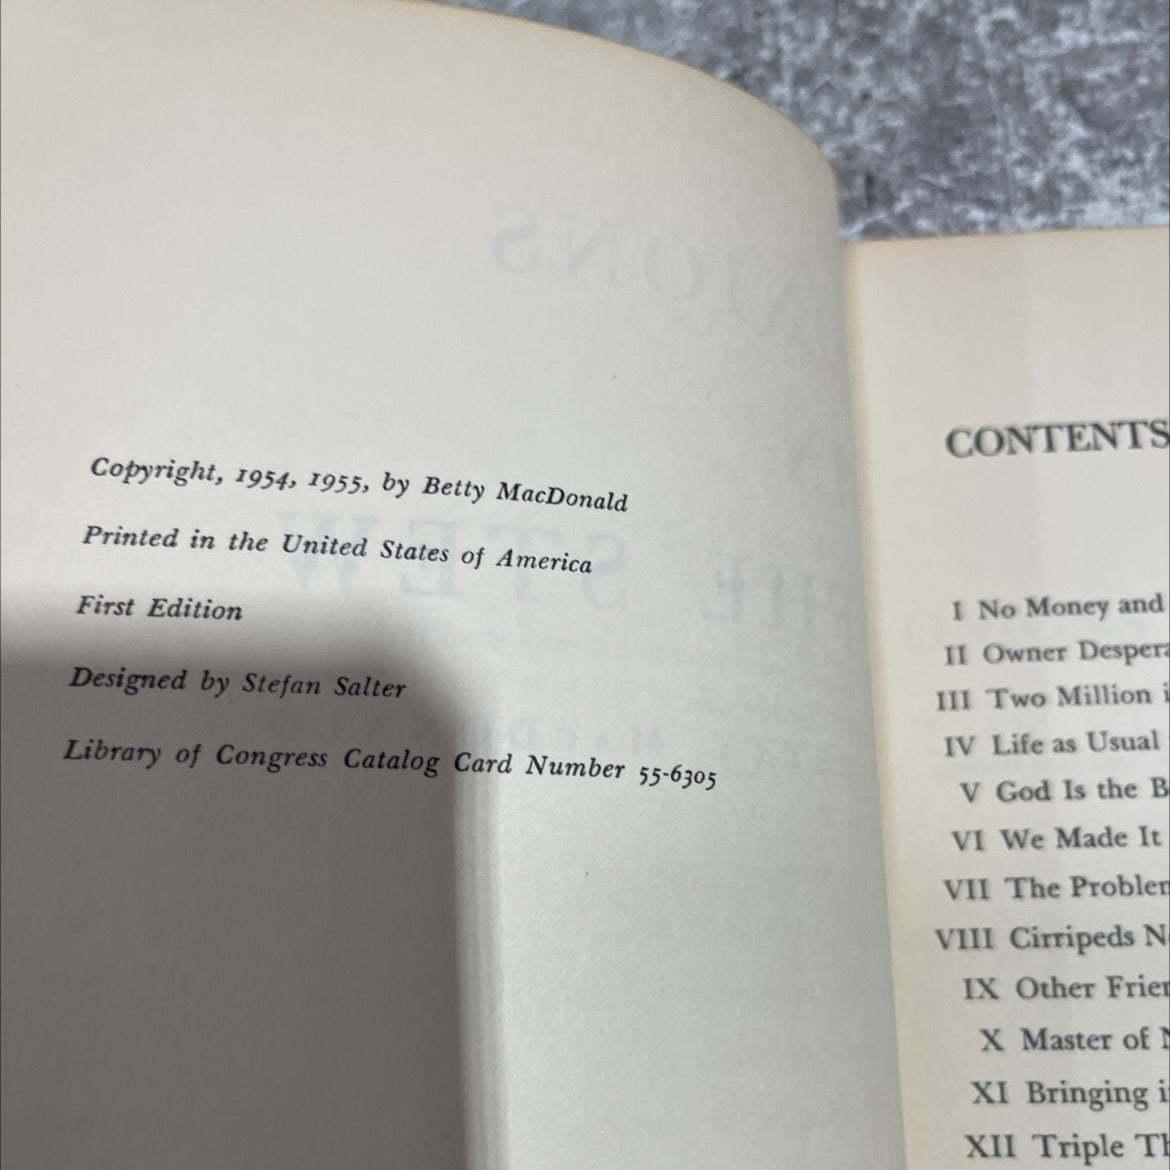 Copyright, 1954, 1955, by Betty MacDonald
Printed in the United States of America
First Edition
Designed by Stefan Salter
Library of Congress Catalog Card Number 55-6305
CONTENTS
I No Money and
II Owner Despera
III Two Million i
IV Life as Usual
V God Is the B
VI We Made It
VII The Problem
VIII Cirripeds N
IX Other Frien
X Master of N
XI Bringing i
XII Triple Th